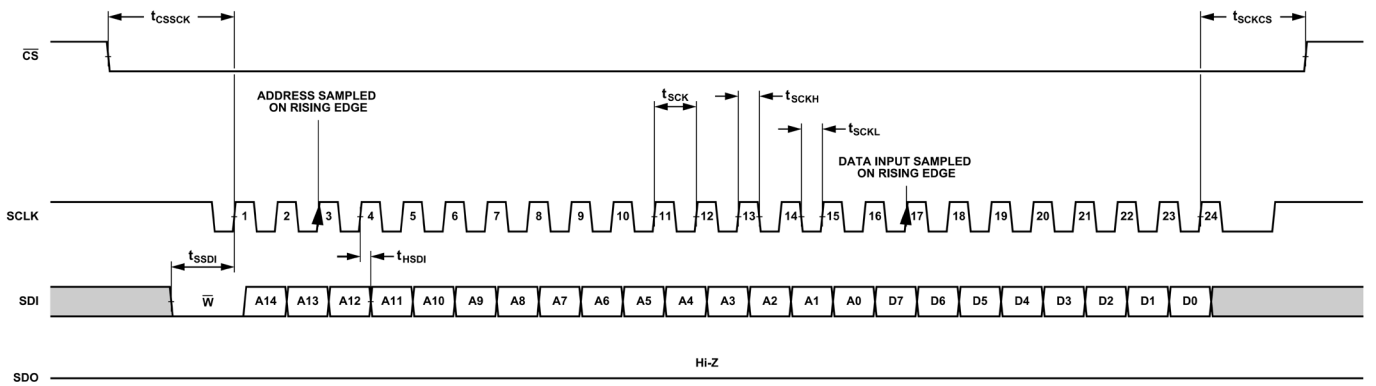 tCSSCK
tSCKCS
CS
ADDRESS SAMPLED
ON RISING EDGE
tSCK
tSCKH
tSCKL
DATA INPUT SAMPLED
ON RISING EDGE
SCLK 1 2 3 4 5 6 7 8 9 10 11 12 13 14 15 16 17 18 19 20 21 22 23 24
tSSDI
tHSDI
SDI W A14 A13 A12 A11 A10 A9 A8 A7 A6 A5 A4 A3 A2 A1 A0 D7 D6 D5 D4 D3 D2 D1 D0
Hi-Z
SDO